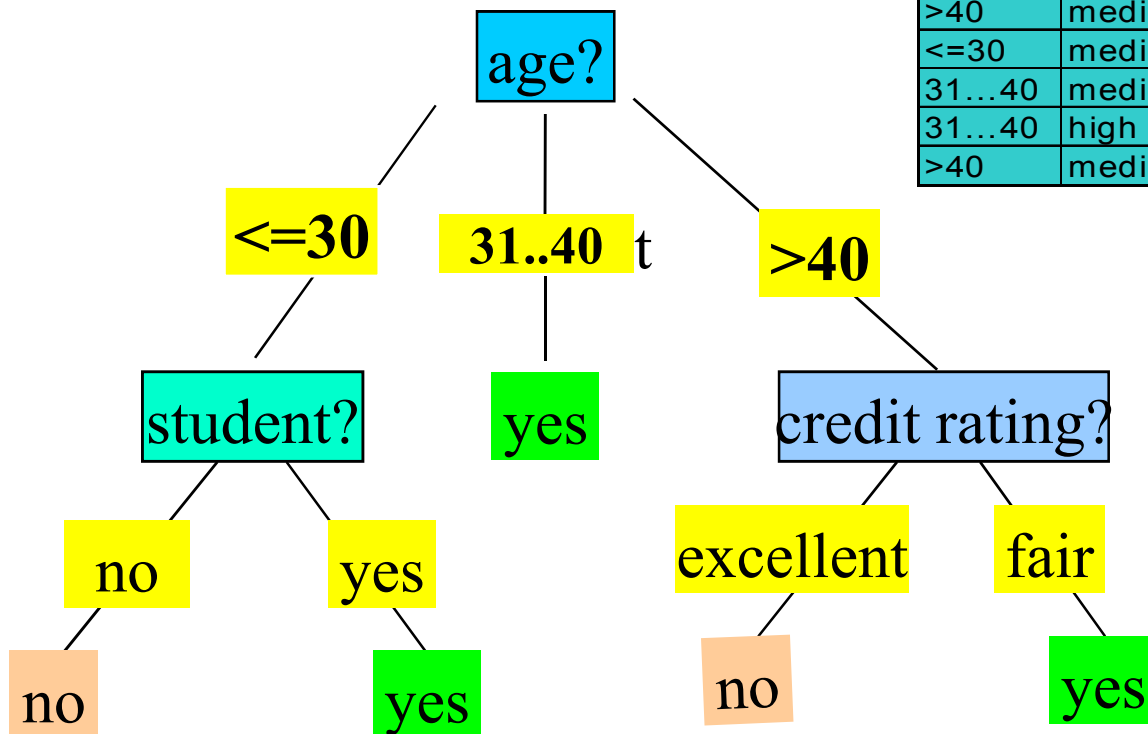 age?
>40
<=30
31...40
31...40 high
>40
<=30 31..40 t >40
student? yes credit rating?
no yes excellent fair
no yes no yes